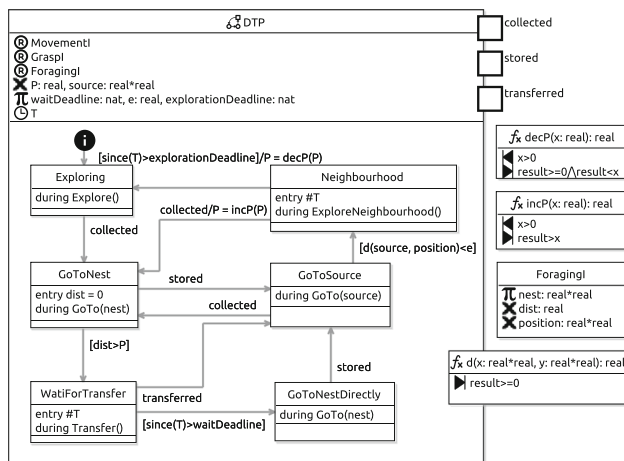 DTP
R MovementI
R GraspI
R ForagingI
P: real, source: real*real
π waitDeadline: nat, e: real, explorationDeadline: nat
T
collected
stored
transferred
i
[since(T)>explorationDeadline]/P = decP(P)
Exploring
during Explore()
Neighbourhood
entry #T
during ExploreNeighbourhood()
collected
collected/P = incP(P)
[d(source, position)<e]
GoToNest
entry dist = 0
during GoTo(nest)
stored
collected
GoToSource
during GoTo(source)
[dist>P]
stored
WatiForTransfer
entry #T
during Transfer()
transferred
[since(T)>waitDeadline]
GoToNestDirectly
during GoTo(nest)
fx decP(x: real): real
x>0
result>=0/\result<x
fx incP(x: real): real
x>0
result>x
ForagingI
π nest: real*real
dist: real
position: real*real
fx d(x: real*real, y: real*real): real
result>=0